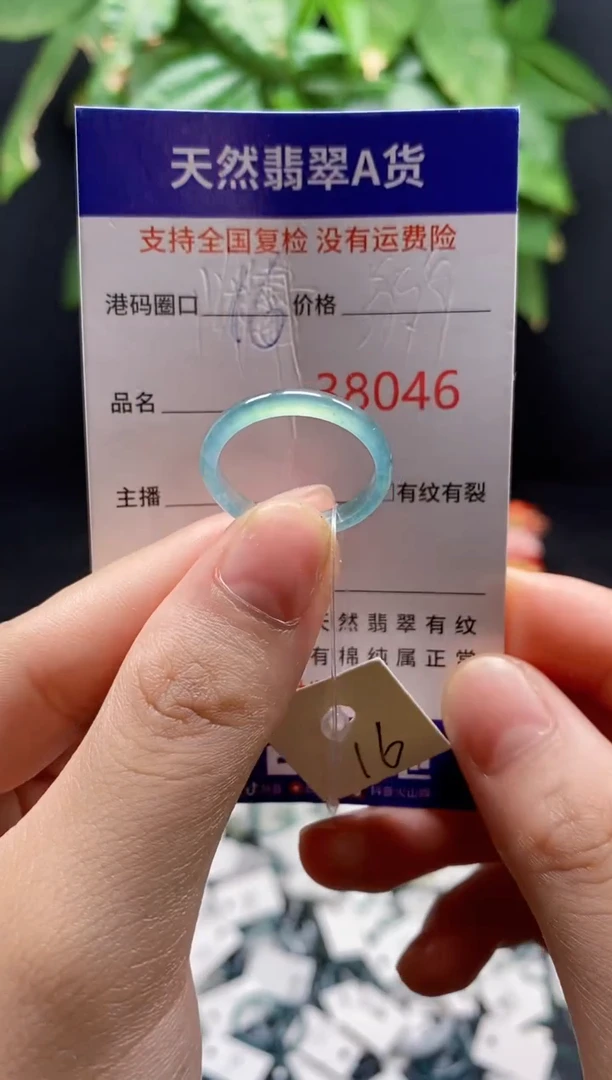 天然翡翠A货
支持全国复检 没有运费险
港码圈口 价格
品名 38046
主播 有纹有裂
然翡翠有纹
有棉纯属正常
16